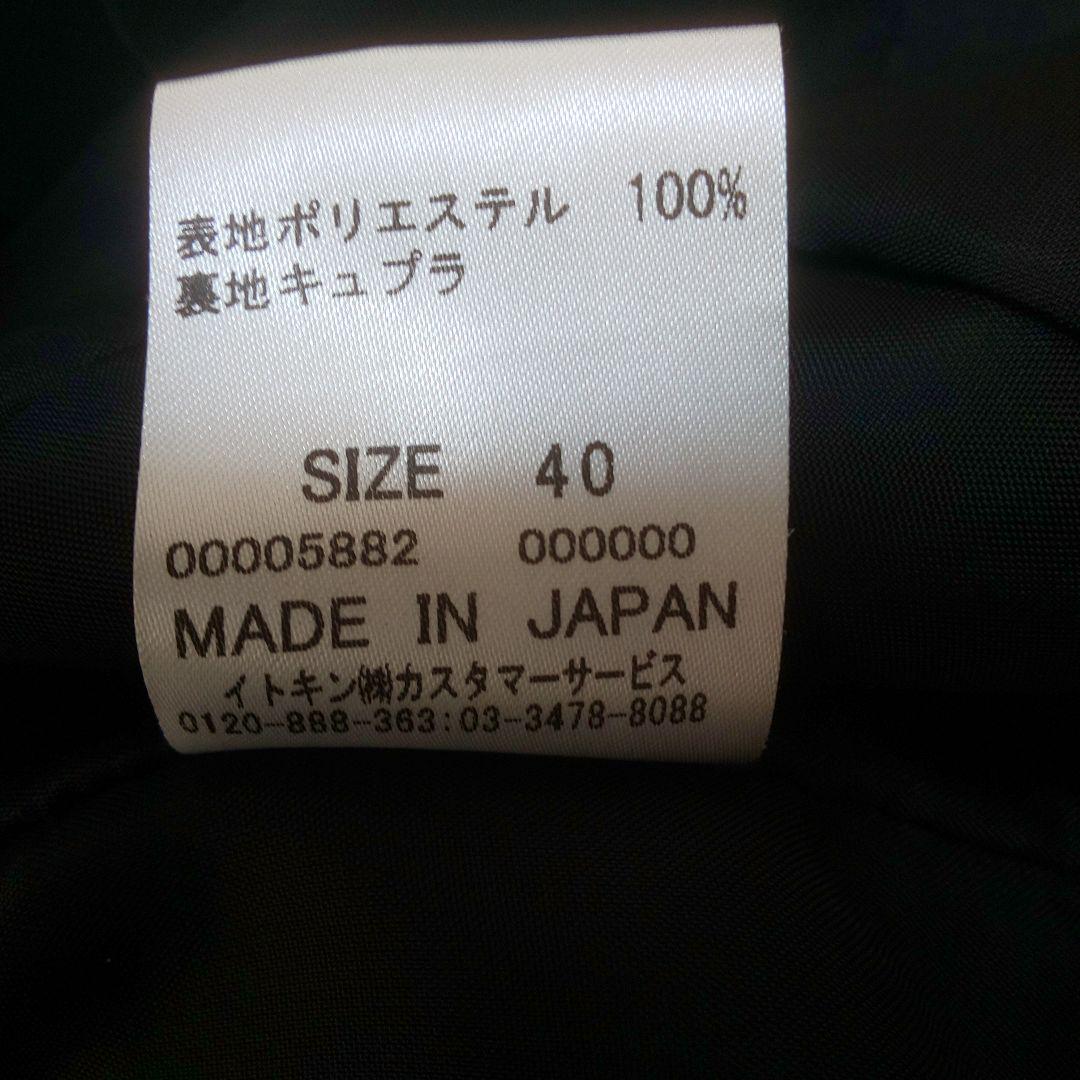 表地ポリエステル 100%
裏地キュプラ
SIZE 40
00005882 000000
MADE IN JAPAN
イトキン㈱カスタマーサービス
0120-888-363:03-3478-8088